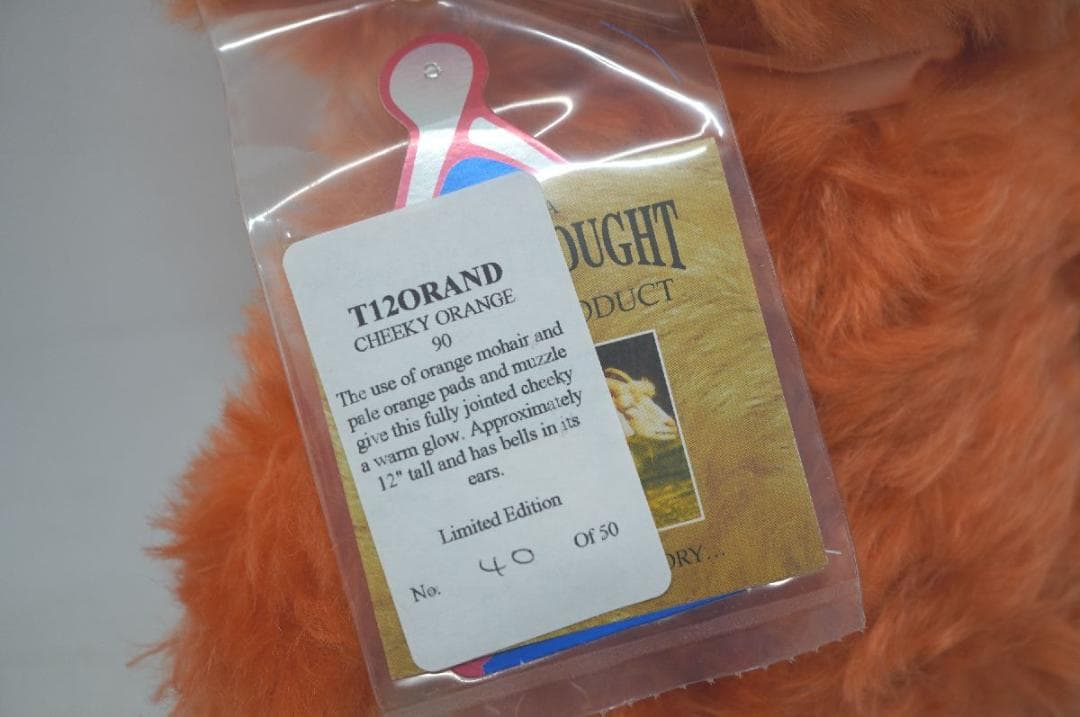 T12ORAND
CHEEKY ORANGE
90
The use of orange mohair and
pale orange pads and muzzle
give this fully jointed cheeky
a warm glow. Approximately
12" tall and has bells in its
ears.
Limited Edition
No: 40 Of 50
A
OUGHT
ODUCT
ORY...